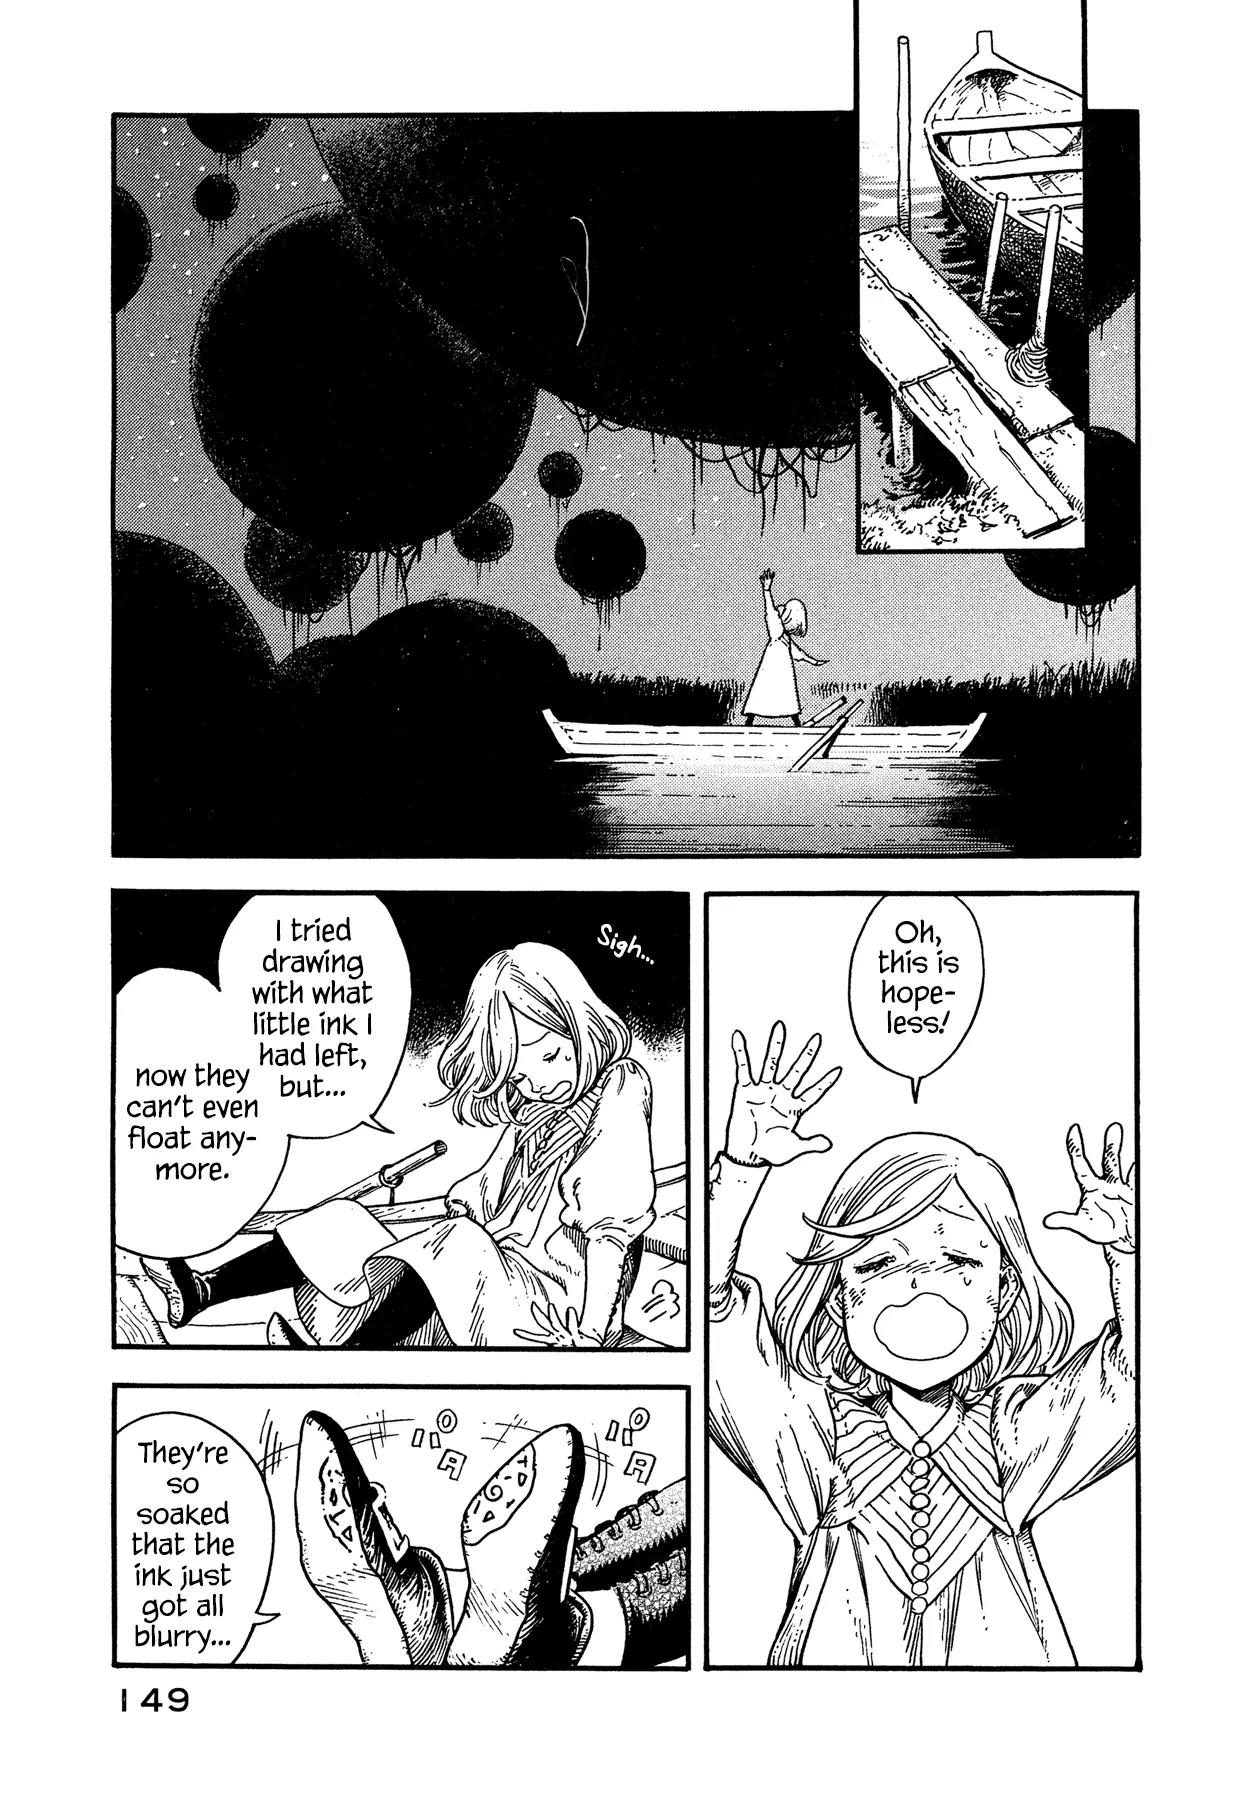 Oh,
this is
hope-
less!
Sigh...
I tried
drawing
with what
little ink I
had left,
but...
now they
can't even
float any-
more.
They're
so
soaked
that the
ink just
got all
blurry...
149